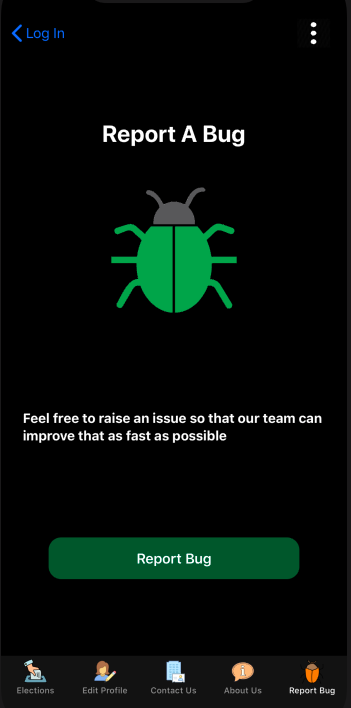 Log In
Report A Bug
Feel free to raise an issue so that our team can
improve that as fast as possible
Report Bug
Elections
Edit Profile
Contact Us
About Us
Report Bug